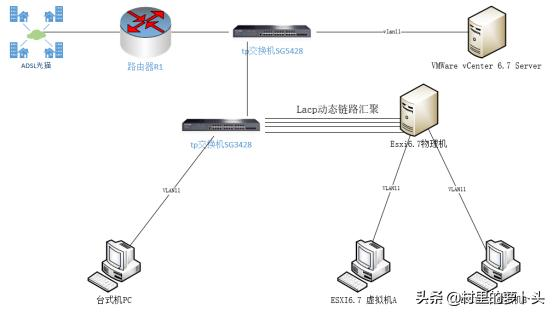 ADSL光猫
路由器R1
tp交换机SG5428
vlan11
VMWare vCenter 6.7 Server
Lacp动态链路汇聚
tp交换机SG3428
Esxi6.7物理机
VLAN11
VLAN11
VLAN11
台式机PC
ESXI6.7 虚拟机A
头条 @村里的萝卜头